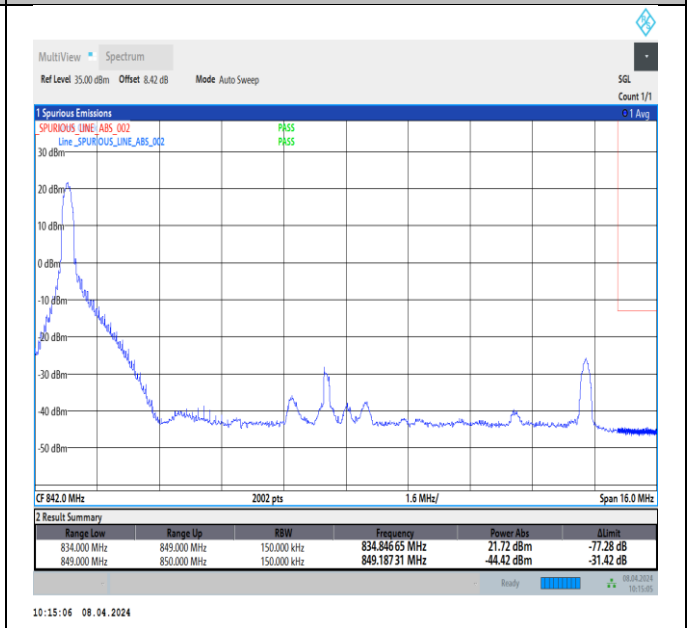 MultiView Spectrum
Ref Level 35.00 dBm Offset 8.42 dB Mode Auto Sweep SGL
Count 1/1
1 Spurious Emissions 1 Avg
_SPURIOUS_LINE_ABS_002 PASS
Line _SPURIOUS_LINE_ABS_002 PASS
30 dBm
20 dBm
10 dBm
0 dBm
-10 dBm
-20 dBm
-30 dBm
-40 dBm
-50 dBm
CF 842.0 MHz 2002 pts 1.6 MHz/ Span 16.0 MHz
2 Result Summary
Range Low Range Up RBW Frequency Power Abs ΔLimit
834.000 MHz 849.000 MHz 150.000 kHz 834.846 65 MHz 21.72 dBm -77.28 dB
849.000 MHz 850.000 MHz 150.000 kHz 849.187 31 MHz -44.42 dBm -31.42 dB
Ready 08.04.2024
10:15:05
10:15:06 08.04.2024